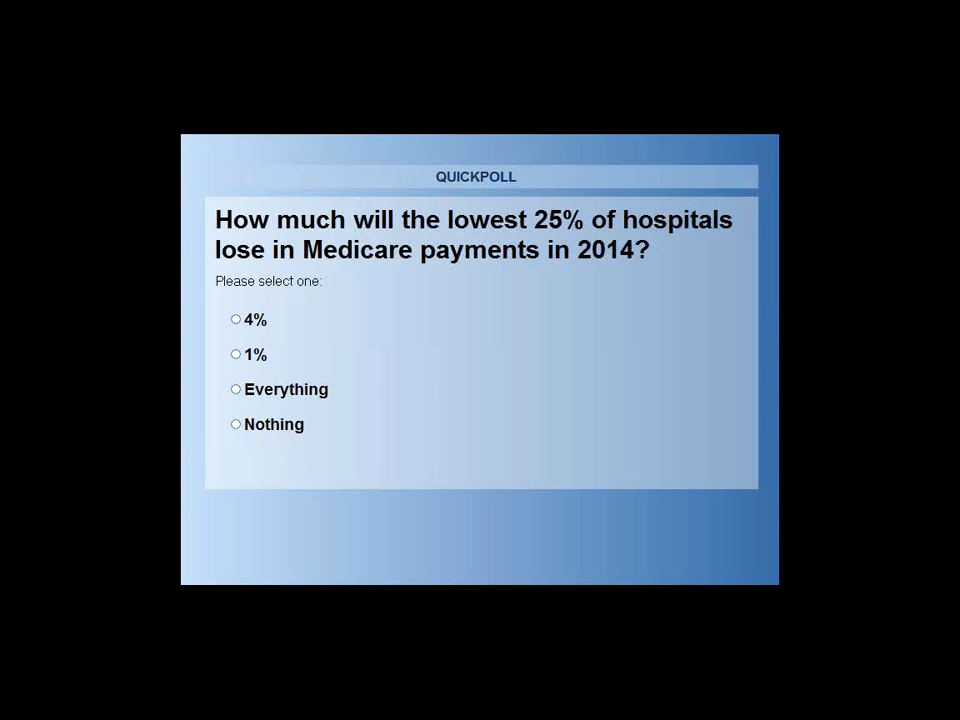 QUICKPOLL
How much will the lowest 25% of hospitals
lose in Medicare payments in 2014?
Please select one:
4%
1%
Everything
Nothing